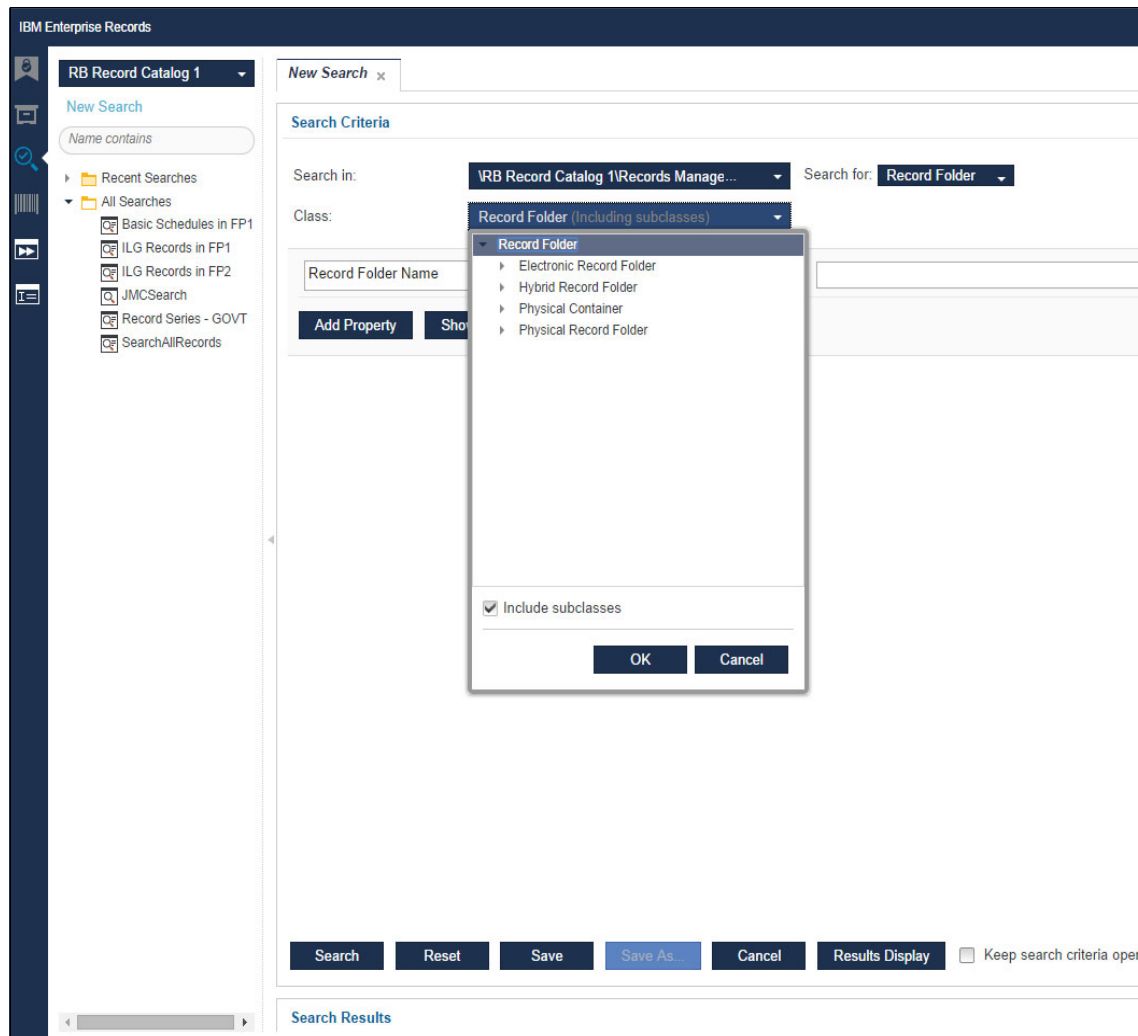 IBM Enterprise Records
RB Record Catalog 1
New Search
Name contains
Recent Searches
All Searches
Basic Schedules in FP1
ILG Records in FP1
ILG Records in FP2
JMCSearch
Record Series - GOVT
SearchAllRecords
New Search x
Search Criteria
Search in: \RB Record Catalog 1\Records Manage... Search for: Record Folder
Class: Record Folder (Including subclasses)
Record Folder
Electronic Record Folder
Hybrid Record Folder
Physical Container
Physical Record Folder
Include subclasses
OK Cancel
Record Folder Name
Add Property Sho
Search Reset Save Save As... Cancel Results Display Keep search criteria oper
Search Results